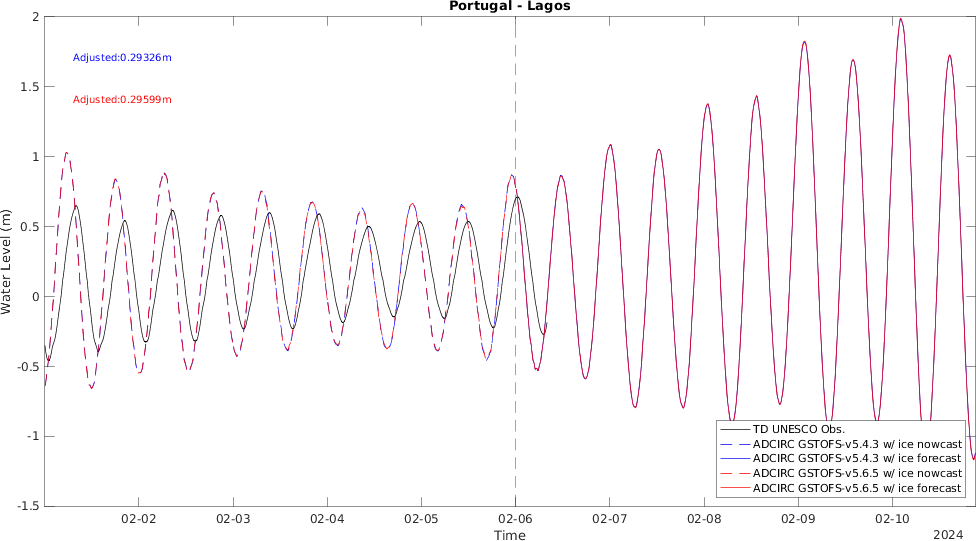 Portugal - Lagos
Adjusted:0.29326m
Adjusted:0.29599m
Water Level (m)
2
1.5
1
0.5
0
-0.5
-1
-1.5
TD UNESCO Obs.
ADCIRC GSTOFS-v5.4.3 w/ ice nowcast
ADCIRC GSTOFS-v5.4.3 w/ ice forecast
ADCIRC GSTOFS-v5.6.5 w/ ice nowcast
ADCIRC GSTOFS-v5.6.5 w/ ice forecast
02-02 02-03 02-04 02-05 02-06 02-07 02-08 02-09 02-10
Time
2024